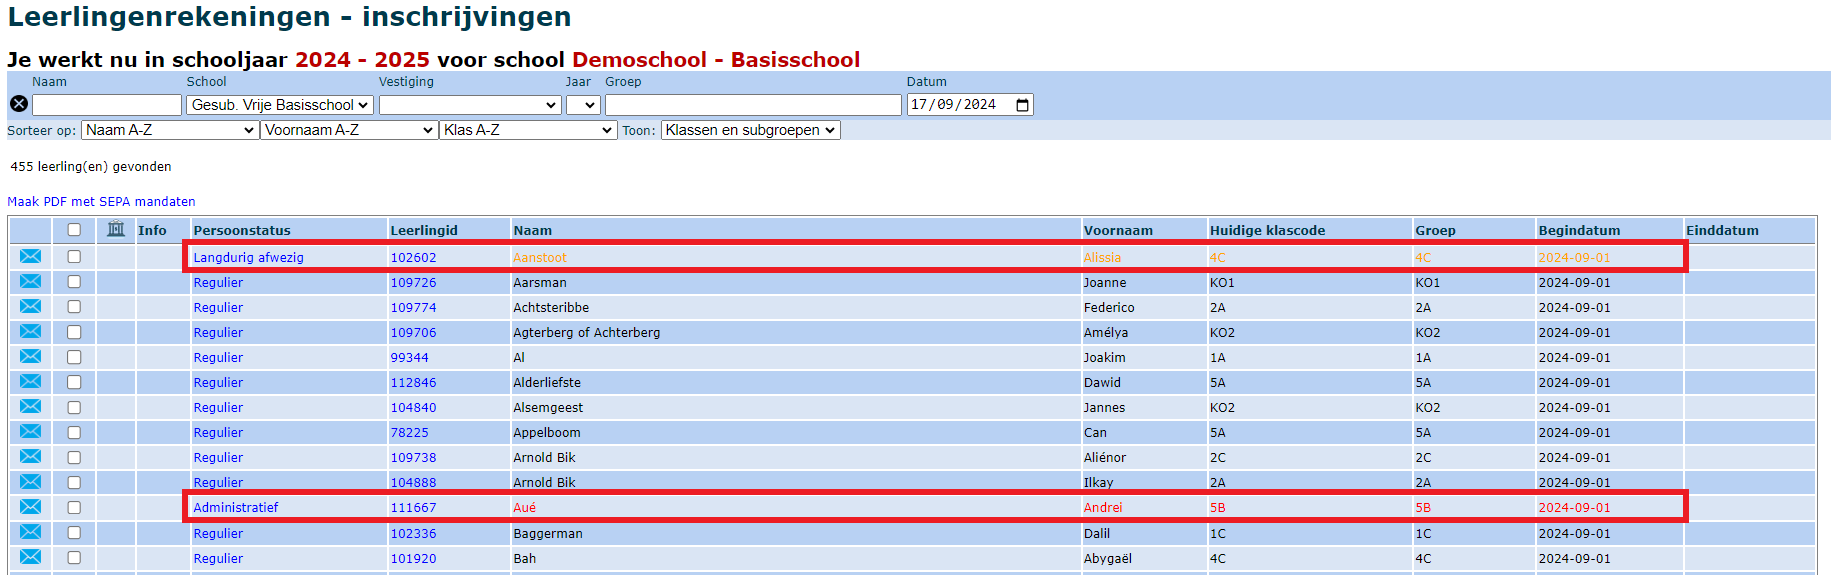 Leerlingenrekeningen - inschrijvingen
Je werkt nu in schooljaar 2024 - 2025 voor school Demoschool - Basisschool
Naam School Vestiging Jaar Groep Datum
Gesub. Vrije Basisschool 17/09/2024
Sorteer op: Naam A-Z Voornaam A-Z Klas A-Z Toon: Klassen en subgroepen
455 leerling(en) gevonden
Maak PDF met SEPA mandaten
Info Persoonstatus Leerlingid Naam Voornaam Huidige klascode Groep Begindatum Einddatum
Langdurig afwezig 102602 Aanstoot Alissia 4C 4C 2024-09-01
Regulier 109726 Aarsman Joanne KO1 KO1 2024-09-01
Regulier 109774 Achtsteribbe Federico 2A 2A 2024-09-01
Regulier 109706 Agterberg of Achterberg Amélya KO2 KO2 2024-09-01
Regulier 99344 Al Joakim 1A 1A 2024-09-01
Regulier 112846 Alderliefste Dawid 5A 5A 2024-09-01
Regulier 104840 Alsemgeest Jannes KO2 KO2 2024-09-01
Regulier 78225 Appelboom Can 5A 5A 2024-09-01
Regulier 109738 Arnold Bik Aliénor 2C 2C 2024-09-01
Regulier 104888 Arnold Bik Ilkay 2A 2A 2024-09-01
Administratief 111667 Aué Andrei 5B 5B 2024-09-01
Regulier 102336 Baggerman Dalil 1C 1C 2024-09-01
Regulier 101920 Bah Abygaël 4C 4C 2024-09-01